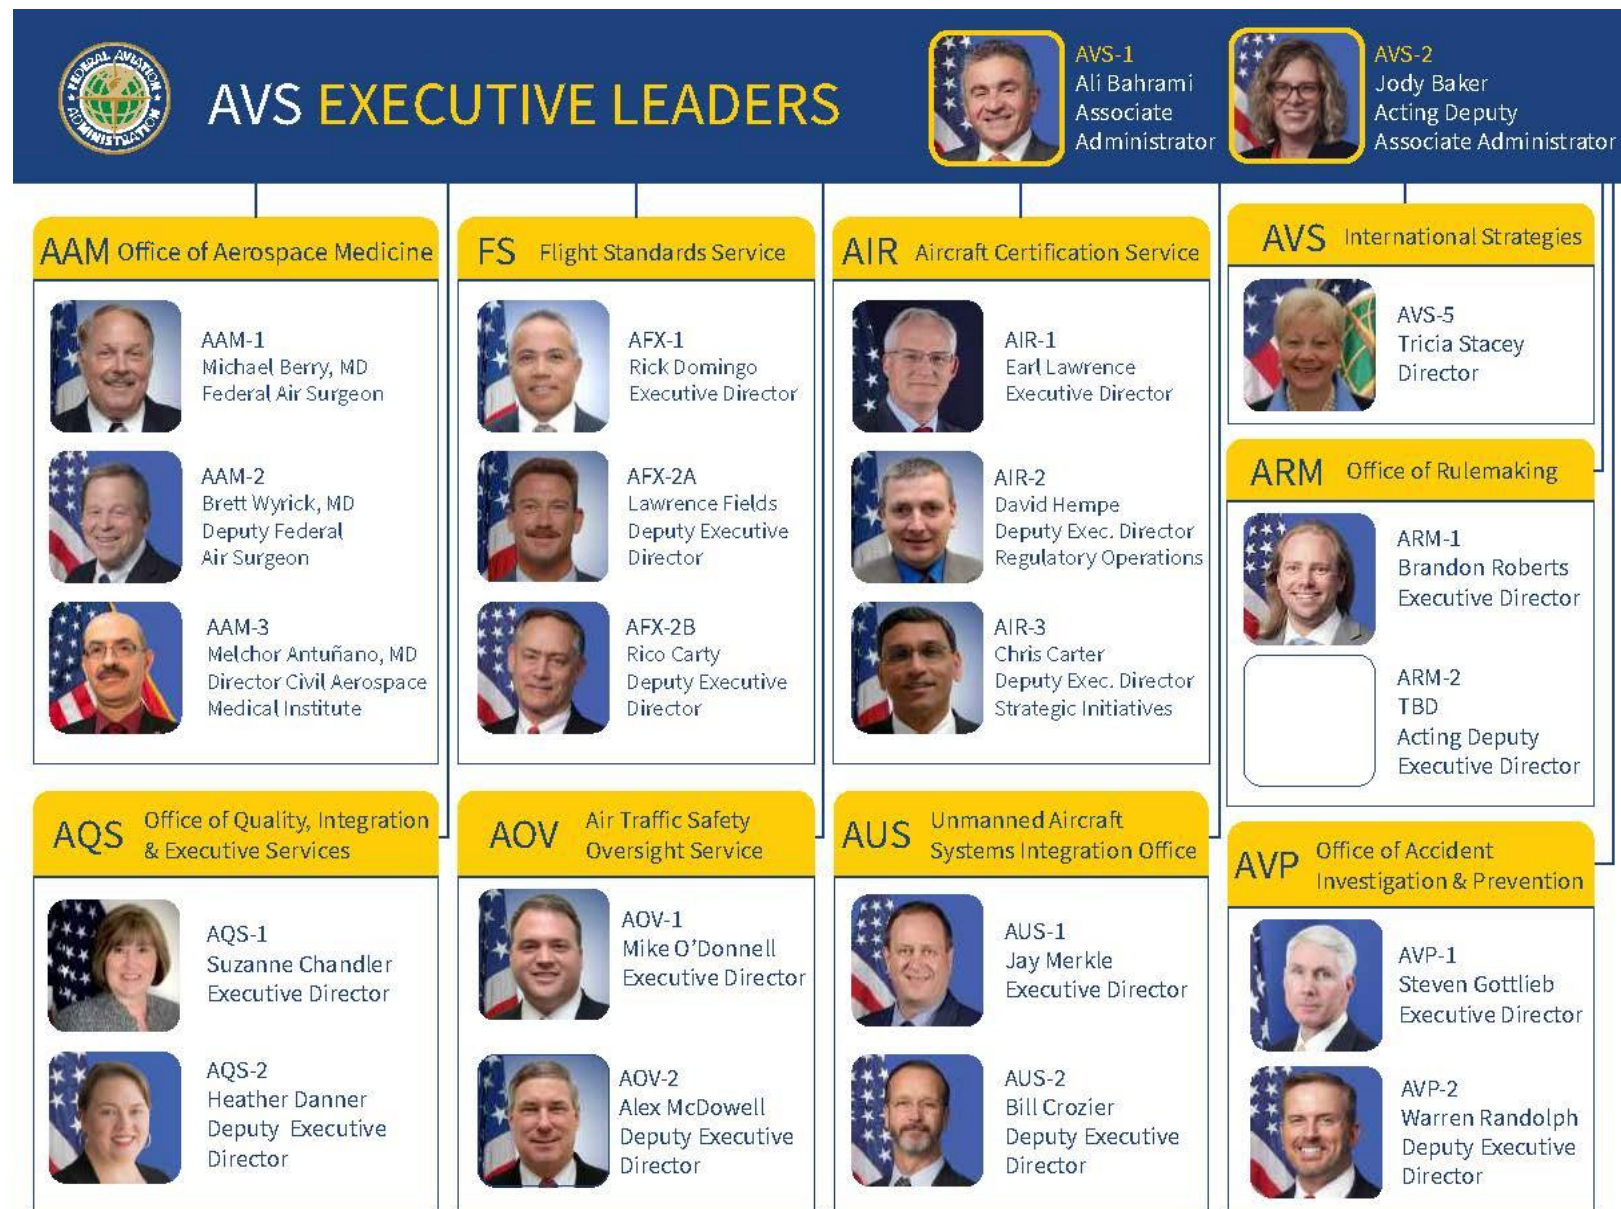 FEDERAL AVIATION
ADMINISTRATION
AVS EXECUTIVE LEADERS
AVS-1
Ali Bahrami
Associate
Administrator
AVS-2
Jody Baker
Acting Deputy
Associate Administrator
AAM Office of Aerospace Medicine
AAM-1
Michael Berry, MD
Federal Air Surgeon
AAM-2
Brett Wyrick, MD
Deputy Federal
Air Surgeon
AAM-3
Melchor Antuñano, MD
Director Civil Aerospace
Medical Institute
FS Flight Standards Service
AFX-1
Rick Domingo
Executive Director
AFX-2A
Lawrence Fields
Deputy Executive
Director
AFX-2B
Rico Carty
Deputy Executive
Director
AIR Aircraft Certification Service
AIR-1
Earl Lawrence
Executive Director
AIR-2
David Hempe
Deputy Exec. Director
Regulatory Operations
AIR-3
Chris Carter
Deputy Exec. Director
Strategic Initiatives
AVS International Strategies
AVS-5
Tricia Stacey
Director
ARM Office of Rulemaking
ARM-1
Brandon Roberts
Executive Director
ARM-2
TBD
Acting Deputy
Executive Director
AQS Office of Quality, Integration
& Executive Services
AQS-1
Suzanne Chandler
Executive Director
AQS-2
Heather Danner
Deputy Executive
Director
AOV Air Traffic Safety
Oversight Service
AOV-1
Mike O’Donnell
Executive Director
AOV-2
Alex McDowell
Deputy Executive
Director
AUS Unmanned Aircraft
Systems Integration Office
AUS-1
Jay Merkle
Executive Director
AUS-2
Bill Crozier
Deputy Executive
Director
AVP Office of Accident
Investigation & Prevention
AVP-1
Steven Gottlieb
Executive Director
AVP-2
Warren Randolph
Deputy Executive
Director